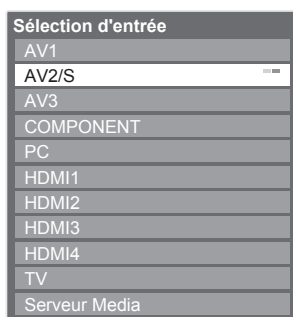 Sélection d'entrée
AV1
AV2/S
AV3
COMPONENT
PC
HDMI1
HDMI2
HDMI3
HDMI4
TV
Serveur Media